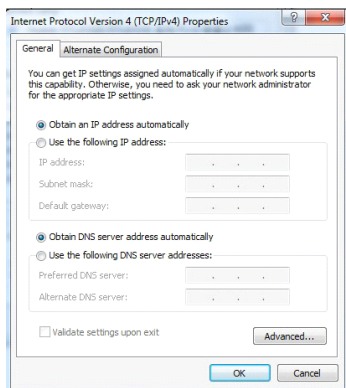 Internet Protocol Version 4 (TCP/IPv4) Properties
General
Alternate Configuration
You can get IP settings assigned automatically if your network supports
this capability. Otherwise, you need to ask your network administrator
for the appropriate IP settings.
Obtain an IP address automatically
Use the following IP address:
IP address:
Subnet mask:
Default gateway:
Obtain DNS server address automatically
Use the following DNS server addresses:
Preferred DNS server:
Alternate DNS server:
Validate settings upon exit
Advanced...
OK
Cancel